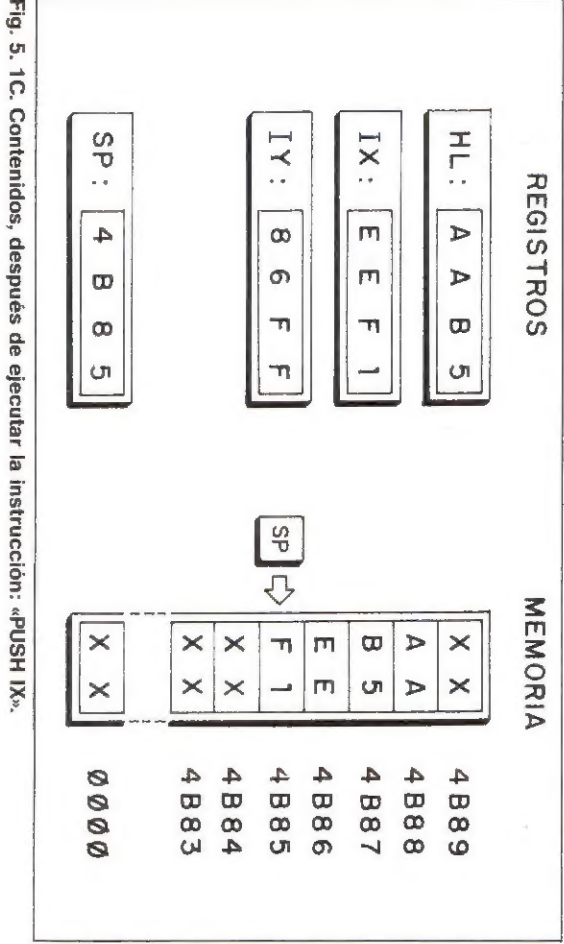 REGISTROS
MEMORIA
HL: A A B 5
IX: E E F 1
IY: 8 6 F F
SP: 4 B 8 5
SP
X X 4B89
A A 4B88
B 5 4B87
E E 4B86
F 1 4B85
X X 4B84
X X 4B83
X X 0000
Fig. 5. 1C. Contenidos, después de ejecutar la instrucción: «PUSH IX».